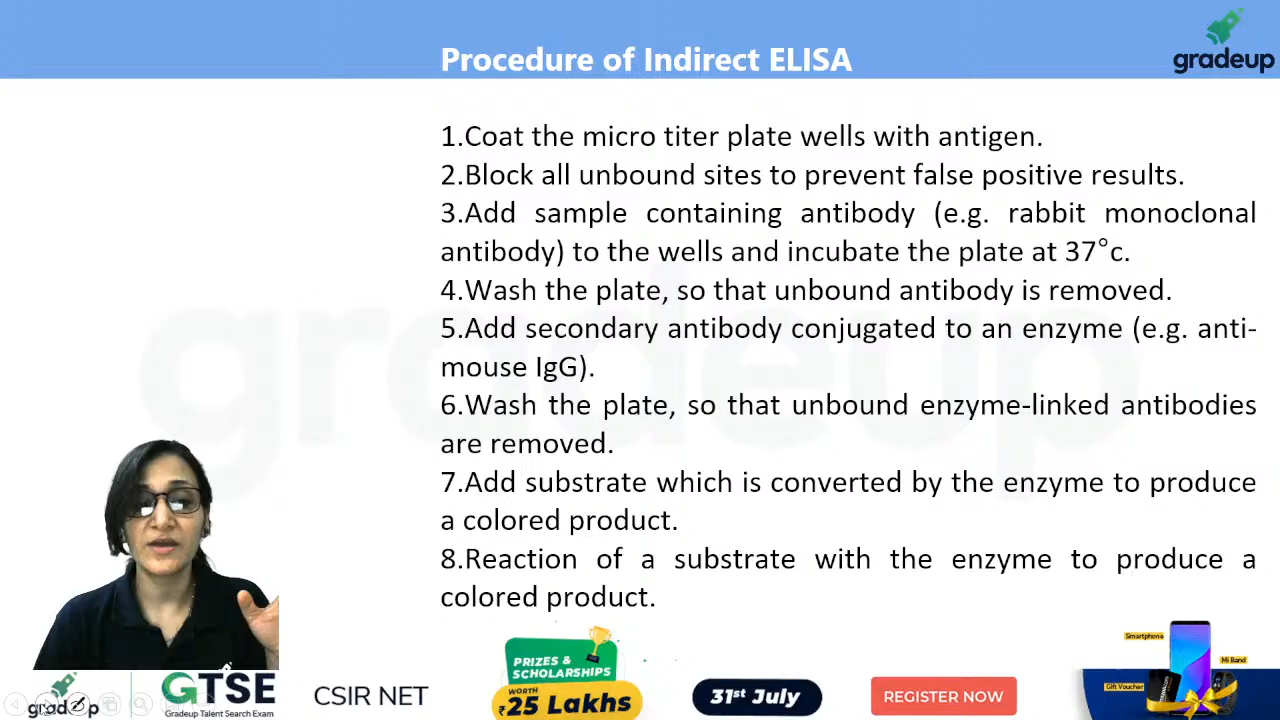 Procedure of Indirect ELISA
gradeup
1.Coat the micro titer plate wells with antigen.
2.Block all unbound sites to prevent false positive results.
3.Add sample containing antibody (e.g. rabbit monoclonal
antibody) to the wells and incubate the plate at 37°c.
4.Wash the plate, so that unbound antibody is removed.
5.Add secondary antibody conjugated to an enzyme (e.g. anti-
mouse IgG).
6.Wash the plate, so that unbound enzyme-linked antibodies
are removed.
7.Add substrate which is converted by the enzyme to produce
a colored product.
8.Reaction of a substrate with the enzyme to produce a
colored product.
gradeup
gradeup
GTSE
Gradeup Talent Search Exam
CSIR NET
PRIZES &
SCHOLARSHIPS
WORTH
₹25 Lakhs
31st July
REGISTER NOW
Smartphone
Mi Band
Gift Voucher